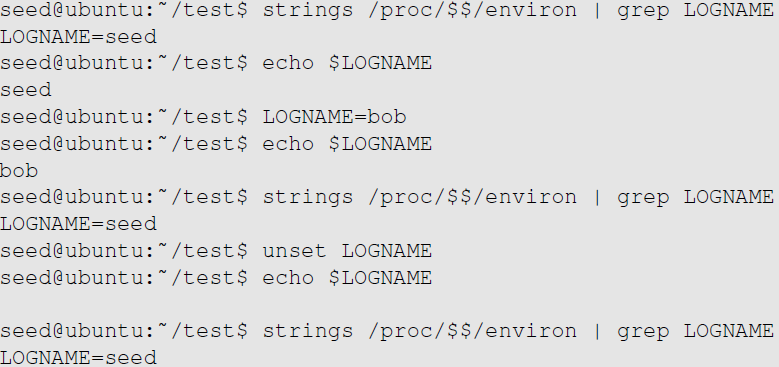 seed@ubuntu:~/test$ strings /proc/$$/environ | grep LOGNAME
LOGNAME=seed
seed@ubuntu:~/test$ echo $LOGNAME
seed
seed@ubuntu:~/test$ LOGNAME=bob
seed@ubuntu:~/test$ echo $LOGNAME
bob
seed@ubuntu:~/test$ strings /proc/$$/environ | grep LOGNAME
LOGNAME=seed
seed@ubuntu:~/test$ unset LOGNAME
seed@ubuntu:~/test$ echo $LOGNAME
seed@ubuntu:~/test$ strings /proc/$$/environ | grep LOGNAME
LOGNAME=seed